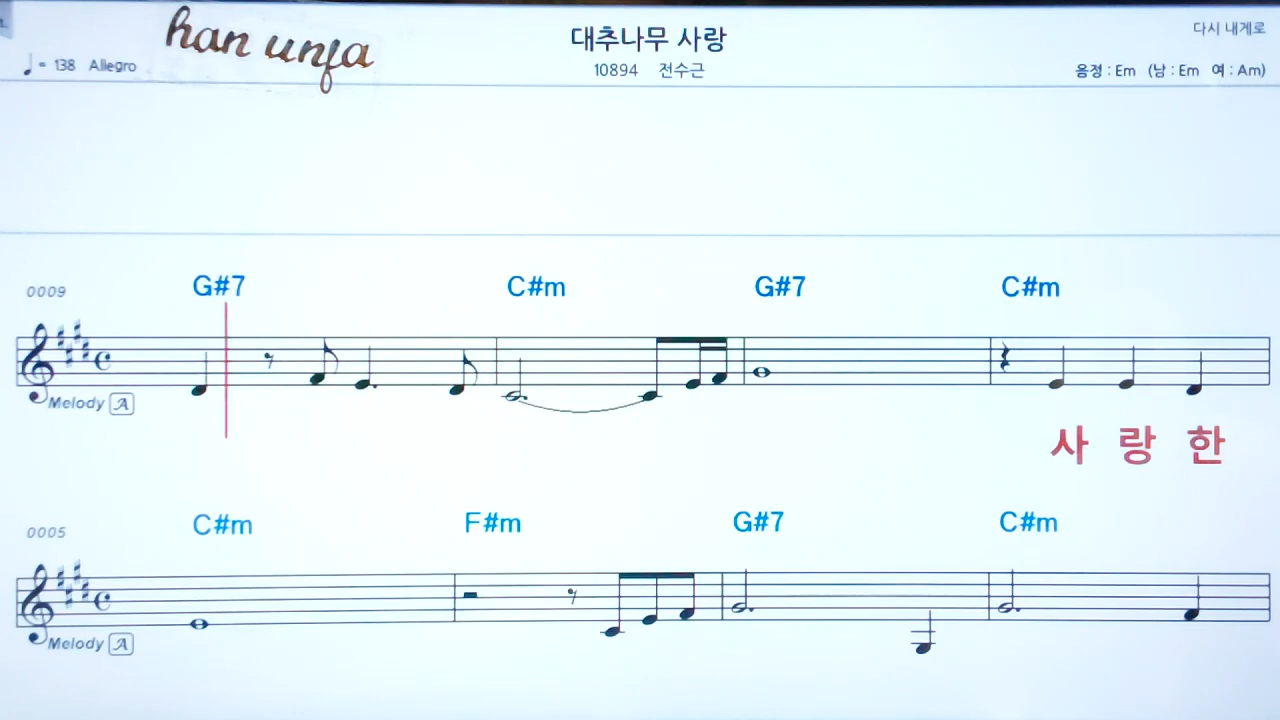 han unfa
대추나무 사랑
다시 내게로
♩ = 138 Allegro
10894 전수근
음정 : Em (남 : Em 여 : Am)
0009
G#7 C#m G#7 C#m
Melody A
사 랑 한
0005
C#m F#m G#7 C#m
Melody A